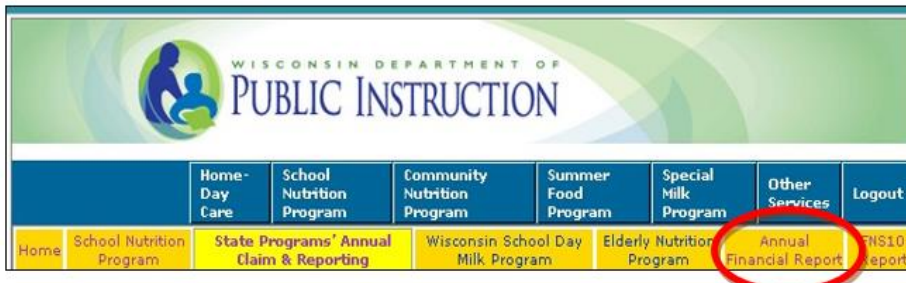 WISCONSIN DEPARTMENT OF
PUBLIC INSTRUCTION
Home-Day Care
School Nutrition Program
Community Nutrition Program
Summer Food Program
Special Milk Program
Other Services
Logout
Home
School Nutrition Program
State Programs' Annual Claim & Reporting
Wisconsin School Day Milk Program
Elderly Nutrition Program
Annual Financial Report
FNS10 Report